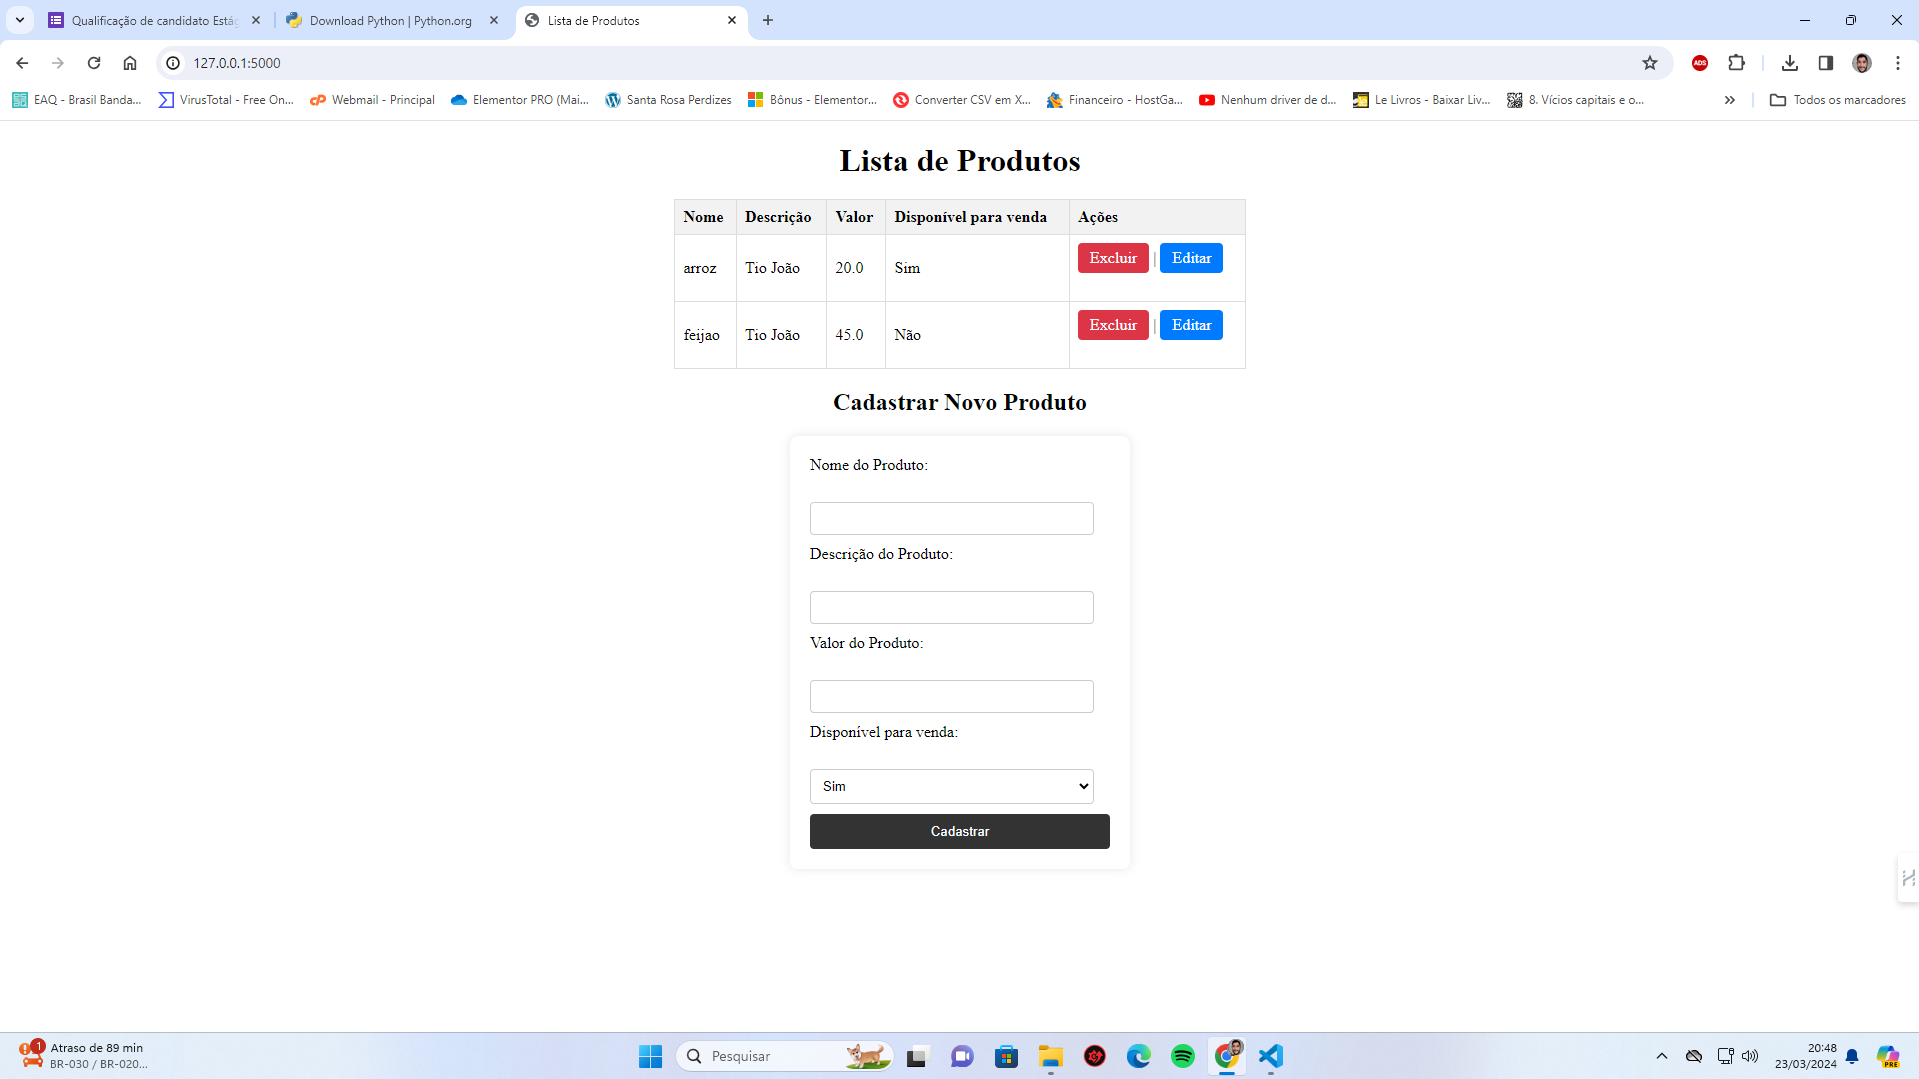 Qualificação de candidato Estág
Download Python | Python.org
Lista de Produtos
127.0.0.1:5000
ADS
EAQ - Brasil Banda...
VirusTotal - Free On...
Webmail - Principal
Elementor PRO (Mai...
Santa Rosa Perdizes
Bônus - Elementor...
Converter CSV em X...
Financeiro - HostGa...
Nenhum driver de d...
Le Livros - Baixar Liv...
8. Vícios capitais e o...
Todos os marcadores
Lista de Produtos
Nome Descrição Valor Disponível para venda Ações
arroz Tio João 20.0 Sim Excluir | Editar
feijao Tio João 45.0 Não Excluir | Editar
Cadastrar Novo Produto
Nome do Produto:
Descrição do Produto:
Valor do Produto:
Disponível para venda:
Sim
Cadastrar
1
Atraso de 89 min
BR-030 / BR-020...
Pesquisar
20:48
23/03/2024
PRE